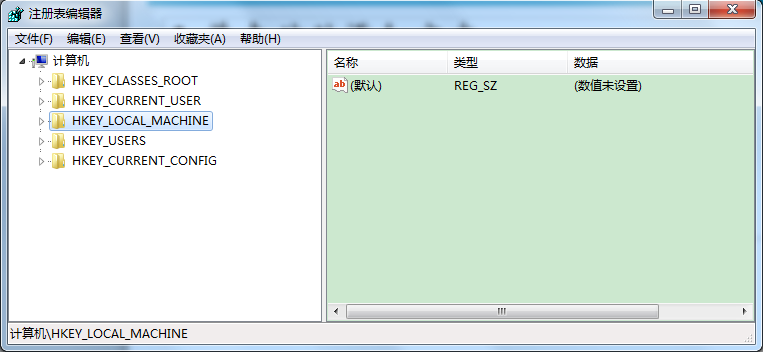 注册表编辑器
文件(F) 编辑(E) 查看(V) 收藏夹(A) 帮助(H)
计算机
HKEY_CLASSES_ROOT
HKEY_CURRENT_USER
HKEY_LOCAL_MACHINE
HKEY_USERS
HKEY_CURRENT_CONFIG
名称 类型 数据
ab (默认) REG_SZ (数值未设置)
计算机\HKEY_LOCAL_MACHINE